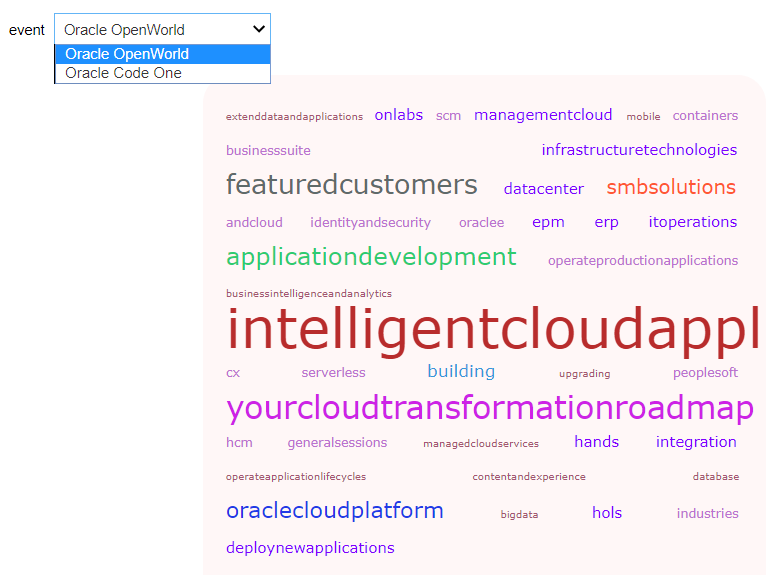 event Oracle OpenWorld
Oracle OpenWorld
Oracle Code One
extenddataandapplications onlabs scm managementcloud mobile containers
businesssuite infrastructuretechnologies
featuredcustomers datacenter smbsolutions
andcloud identityandsecurity oraclee epm erp itoperations
applicationdevelopment operateproductionapplications
businessintelligenceandanalytics
intelligentcloudappl
cx serverless building upgrading peoplesoft
yourcloudtransformationroadmap
hcm generalsessions managedcloudservices hands integration
operateapplicationlifecycles contentandexperience database
oraclecloudplatform bigdata hols industries
deploynewapplications